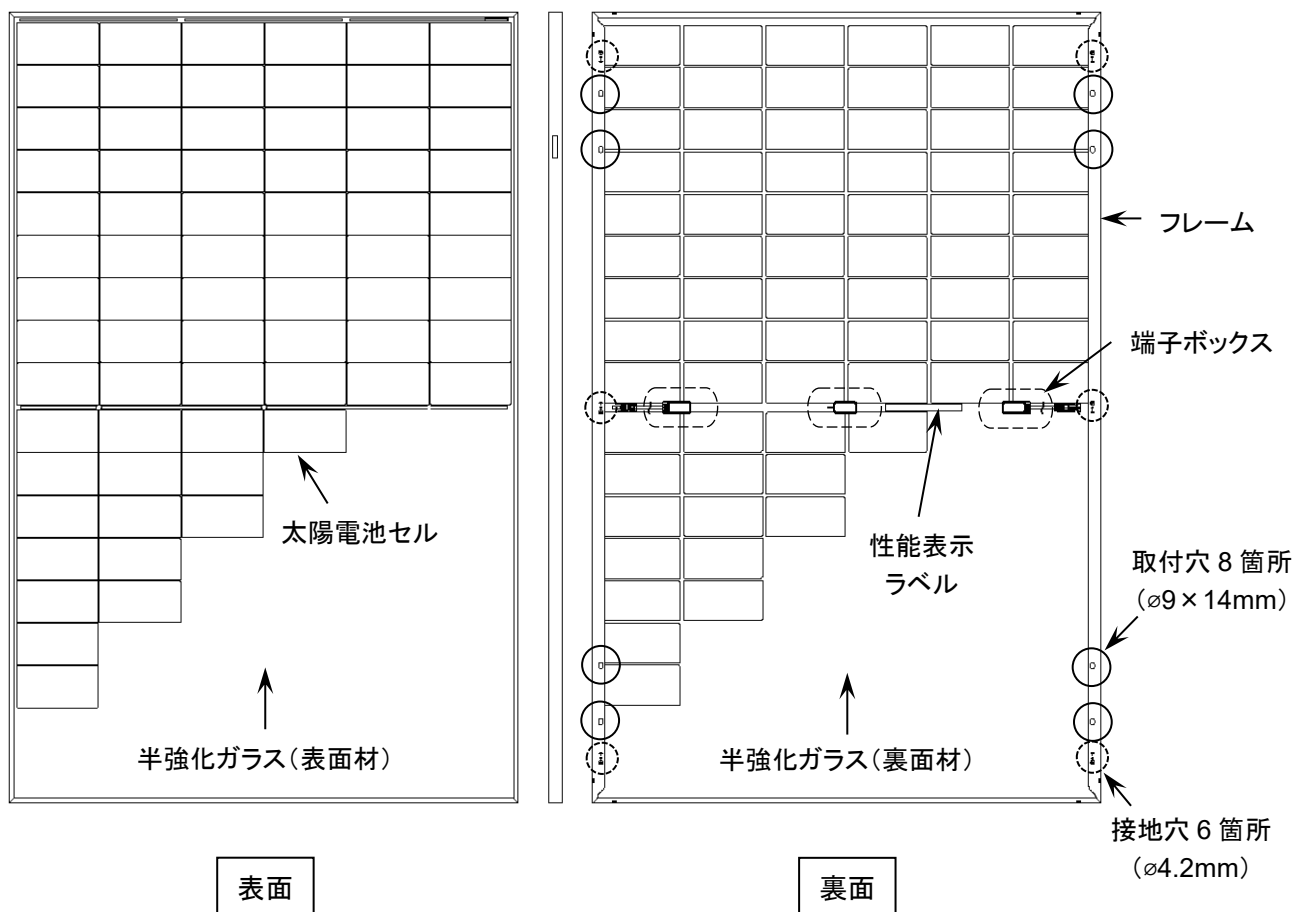 フレーム
端子ボックス
太陽電池セル
性能表示
ラベル
取付穴 8 箇所
（⌀9×14mm）
半強化ガラス（表面材）
半強化ガラス（裏面材）
接地穴 6 箇所
（⌀4.2mm）
表面
裏面